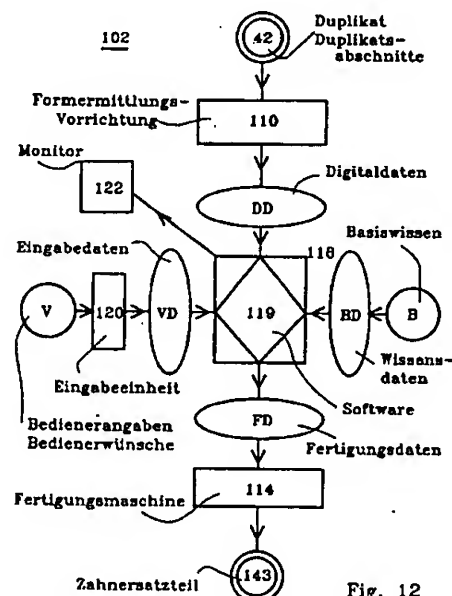 102
42
Duplikat
Duplikats-
abschnitte
Formermittlungs-
Vorrichtung
110
Monitor
122
DD
Digitaldaten
Eingabedaten
118
Basiswissen
V
120
VD
119
BD
B
Eingabeeinheit
Wissens-
daten
Software
Bedienerangaben
Bedienerwünsche
FD
Fertigungsdaten
Fertigungsmaschine
114
Zahnersatzteil
143
Fig. 12